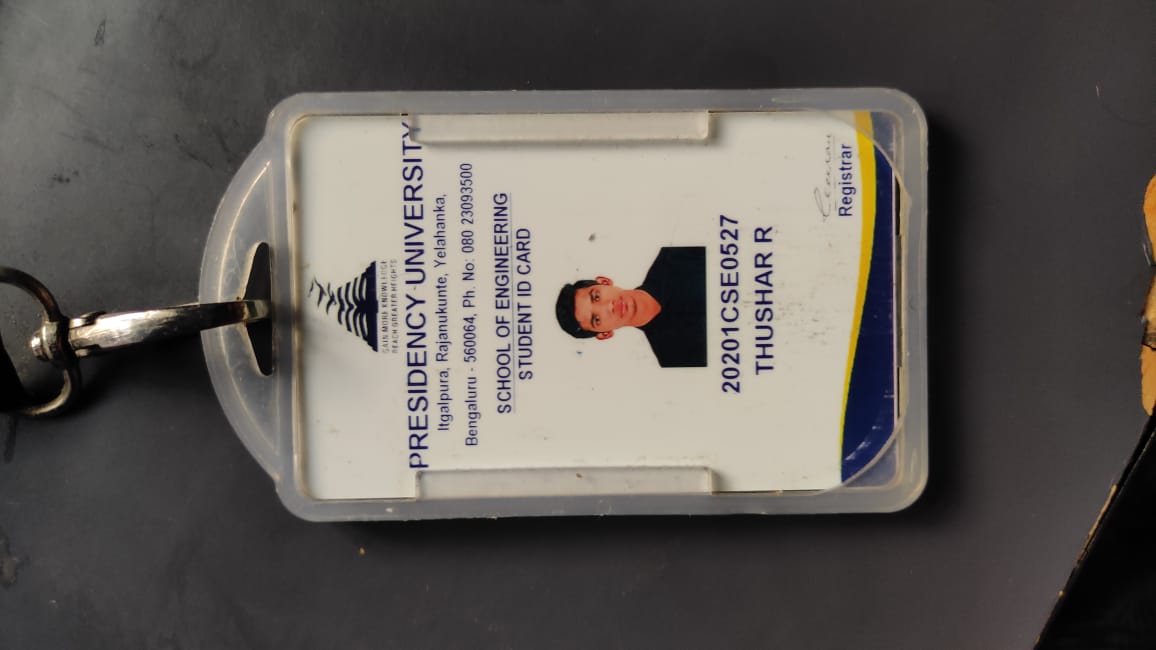 GAIN MORE KNOWLEDGE
REACH GREATER HEIGHTS
PRESIDENCY UNIVERSITY
Itgalpura, Rajanukunte, Yelahanka,
Bengaluru - 560064, Ph. No: 080 23093500
SCHOOL OF ENGINEERING
STUDENT ID CARD
20201CSE0527
THUSHAR R
Registrar